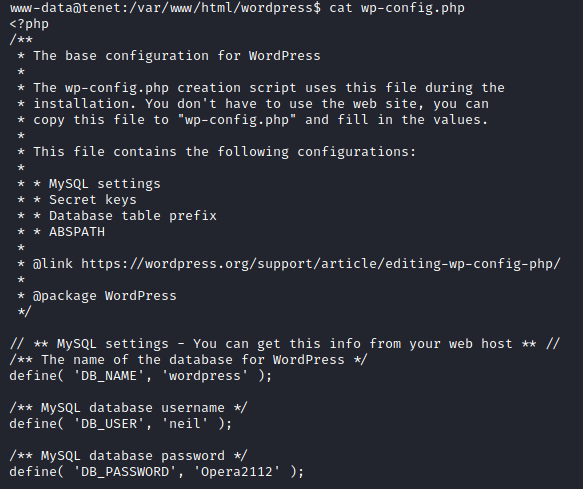 www-data@tenet:/var/www/html/wordpress$ cat wp-config.php
<?php
/**
 * The base configuration for WordPress
 *
 * The wp-config.php creation script uses this file during the
 * installation. You don't have to use the web site, you can
 * copy this file to "wp-config.php" and fill in the values.
 *
 * This file contains the following configurations:
 *
 * * MySQL settings
 * * Secret keys
 * * Database table prefix
 * * ABSPATH
 *
 * @link https://wordpress.org/support/article/editing-wp-config-php/
 *
 * @package WordPress
 */

// ** MySQL settings - You can get this info from your web host ** //
/** The name of the database for WordPress */
define( 'DB_NAME', 'wordpress' );

/** MySQL database username */
define( 'DB_USER', 'neil' );

/** MySQL database password */
define( 'DB_PASSWORD', 'Opera2112' );